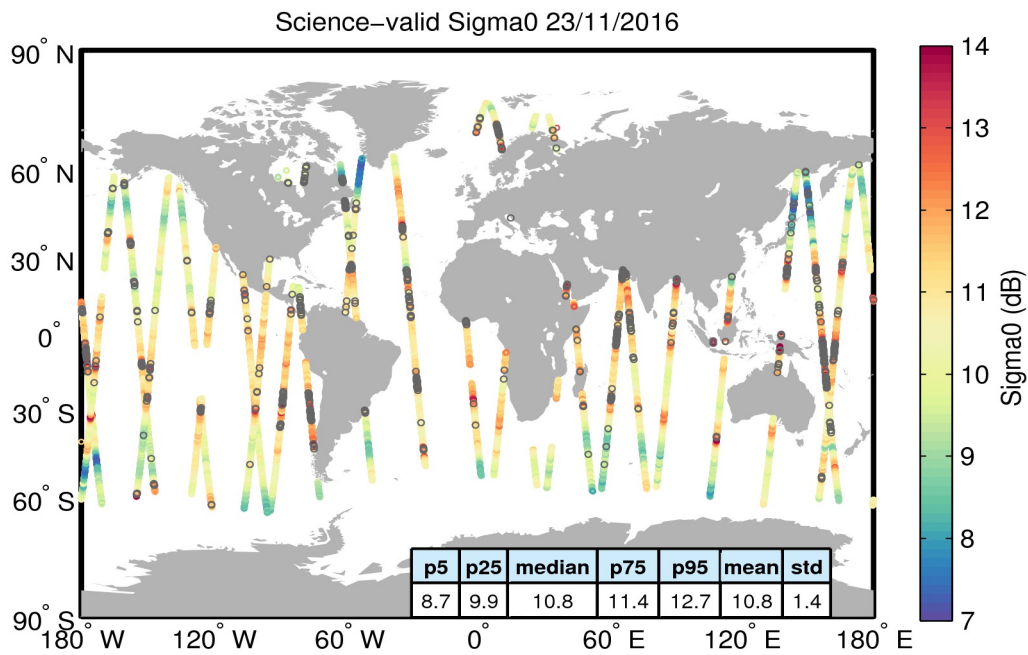 Science−valid Sigma0 23/11/2016
90° N
60° N
30° N
0°
30° S
60° S
90° S
180° W
120° W
60° W
0°
60° E
120° E
180° E
p5 p25 median p75 p95 mean std
8.7 9.9 10.8 11.4 12.7 10.8 1.4
14
13
12
11
10
9
8
7
Sigma0 (dB)